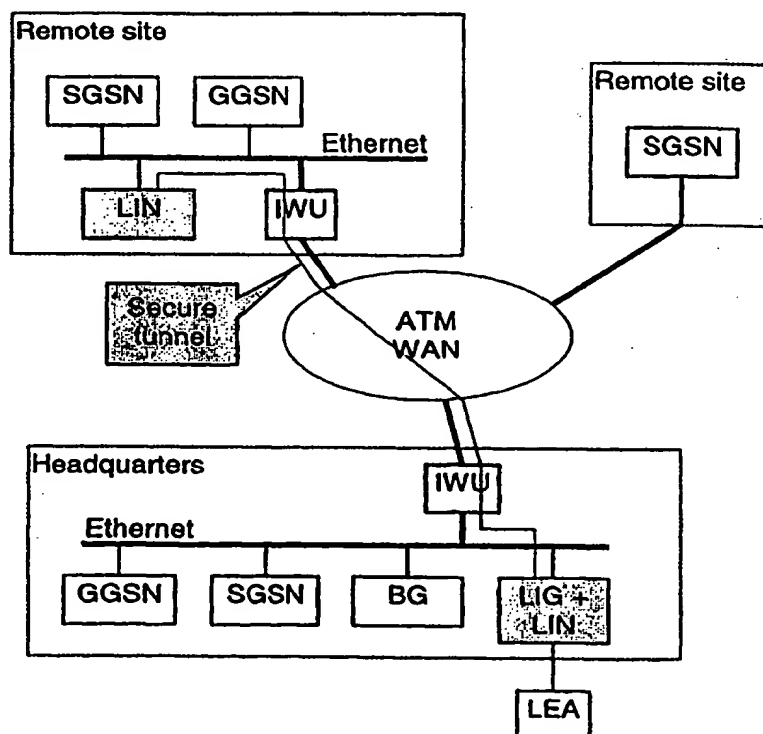 Remote site
SGSN
GGSN
Ethernet
LIN
IWU
Remote site
SGSN
Secure
tunnel
ATM
WAN
Headquarters
IWU
Ethernet
GGSN
SGSN
BG
LIG +
LIN
LEA